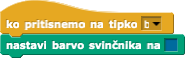 ko pritisnemo na tipko b
nastavi barvo svinčnika na